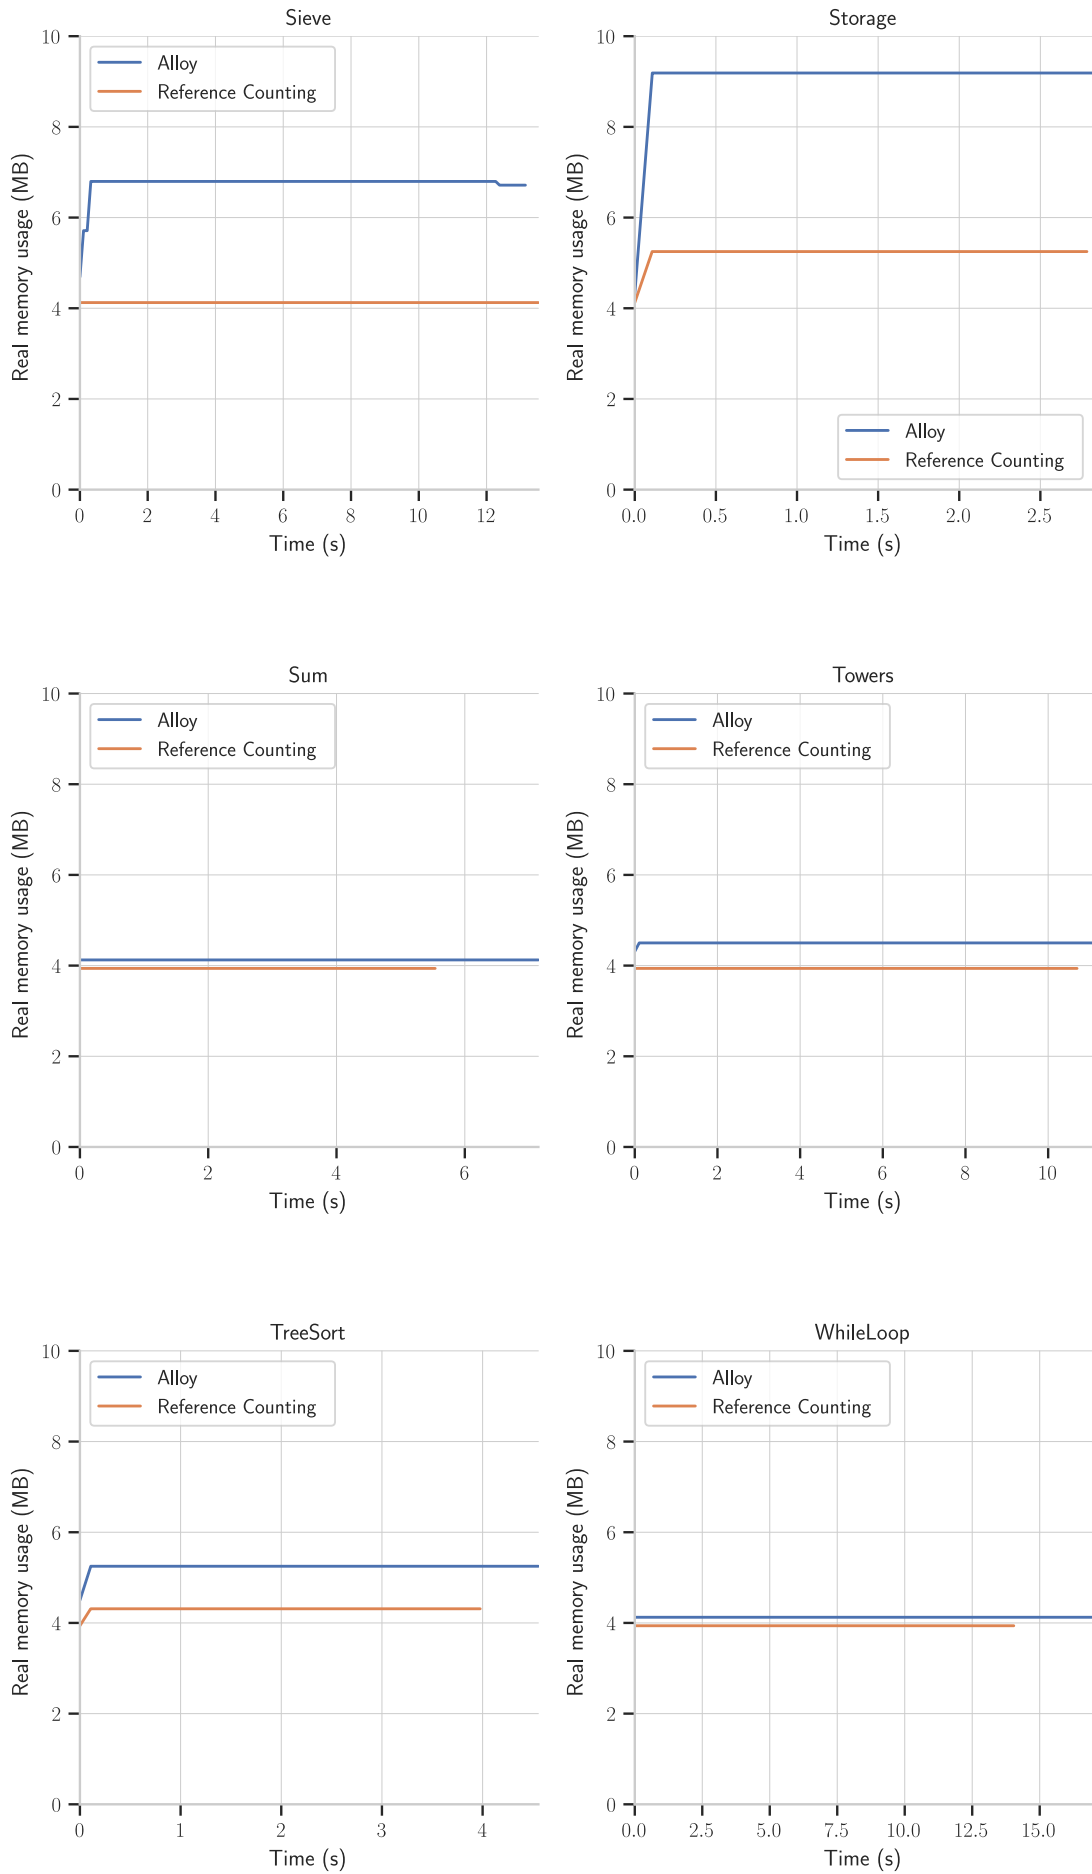 Sieve
10
8
6
4
2
0
Real memory usage (MB)
Alloy
Reference Counting
0 2 4 6 8 10 12
Time (s)
Storage
10
8
6
4
2
0
Real memory usage (MB)
Alloy
Reference Counting
0.0 0.5 1.0 1.5 2.0 2.5
Time (s)
Sum
10
8
6
4
2
0
Real memory usage (MB)
Alloy
Reference Counting
0 2 4 6
Time (s)
Towers
10
8
6
4
2
0
Real memory usage (MB)
Alloy
Reference Counting
0 2 4 6 8 10
Time (s)
TreeSort
10
8
6
4
2
0
Real memory usage (MB)
Alloy
Reference Counting
0 1 2 3 4
Time (s)
WhileLoop
10
8
6
4
2
0
Real memory usage (MB)
Alloy
Reference Counting
0.0 2.5 5.0 7.5 10.0 12.5 15.0
Time (s)